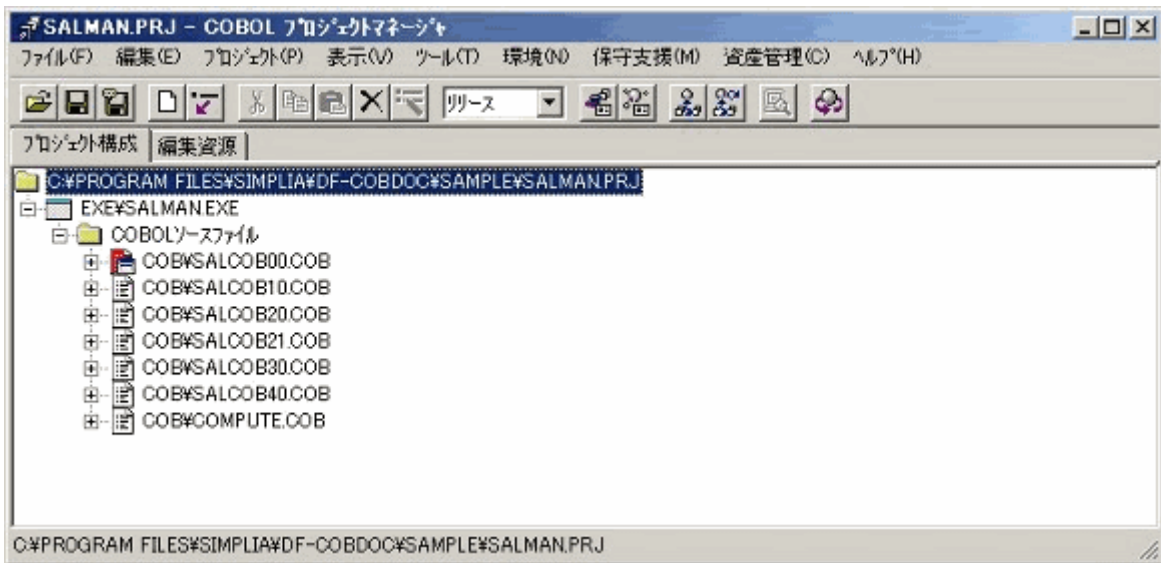 SALMAN.PRJ - COBOL プロジェクトマネージャ
ファイル(F) 編集(E) プロジェクト(P) 表示(V) ツール(T) 環境(N) 保守支援(M) 資産管理(C) ヘルプ(H)
リリース
プロジェクト構成 編集資源
C:¥PROGRAM FILES¥SIMPLIA¥DF-COBDOC¥SAMPLE¥SALMAN.PRJ
EXE¥SALMAN.EXE
COBOLソースファイル
COB¥SALCOB00.COB
COB¥SALCOB10.COB
COB¥SALCOB20.COB
COB¥SALCOB21.COB
COB¥SALCOB30.COB
COB¥SALCOB40.COB
COB¥COMPUTE.COB
C:¥PROGRAM FILES¥SIMPLIA¥DF-COBDOC¥SAMPLE¥SALMAN.PRJ